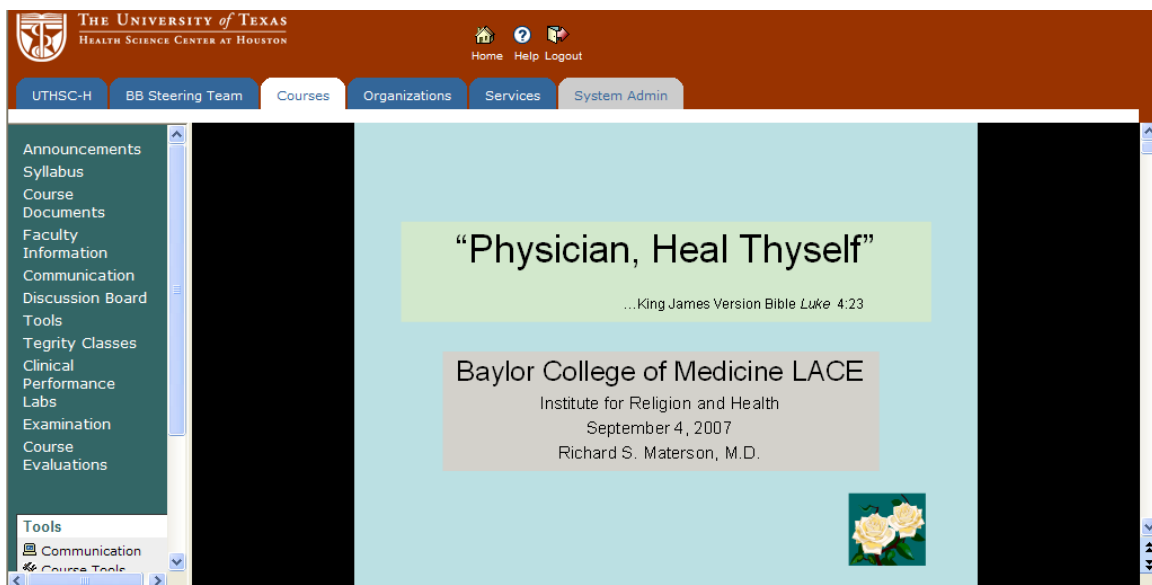 THE UNIVERSITY of TEXAS
HEALTH SCIENCE CENTER AT HOUSTON
Home Help Logout
UTHSC-H BB Steering Team Courses Organizations Services System Admin
Announcements
Syllabus
Course
Documents
Faculty
Information
Communication
Discussion Board
Tools
Tegrity Classes
Clinical
Performance
Labs
Examination
Course
Evaluations
Tools
Communication
Course Tools
“Physician, Heal Thyself”
...King James Version Bible Luke 4:23
Baylor College of Medicine LACE
Institute for Religion and Health
September 4, 2007
Richard S. Materson, M.D.